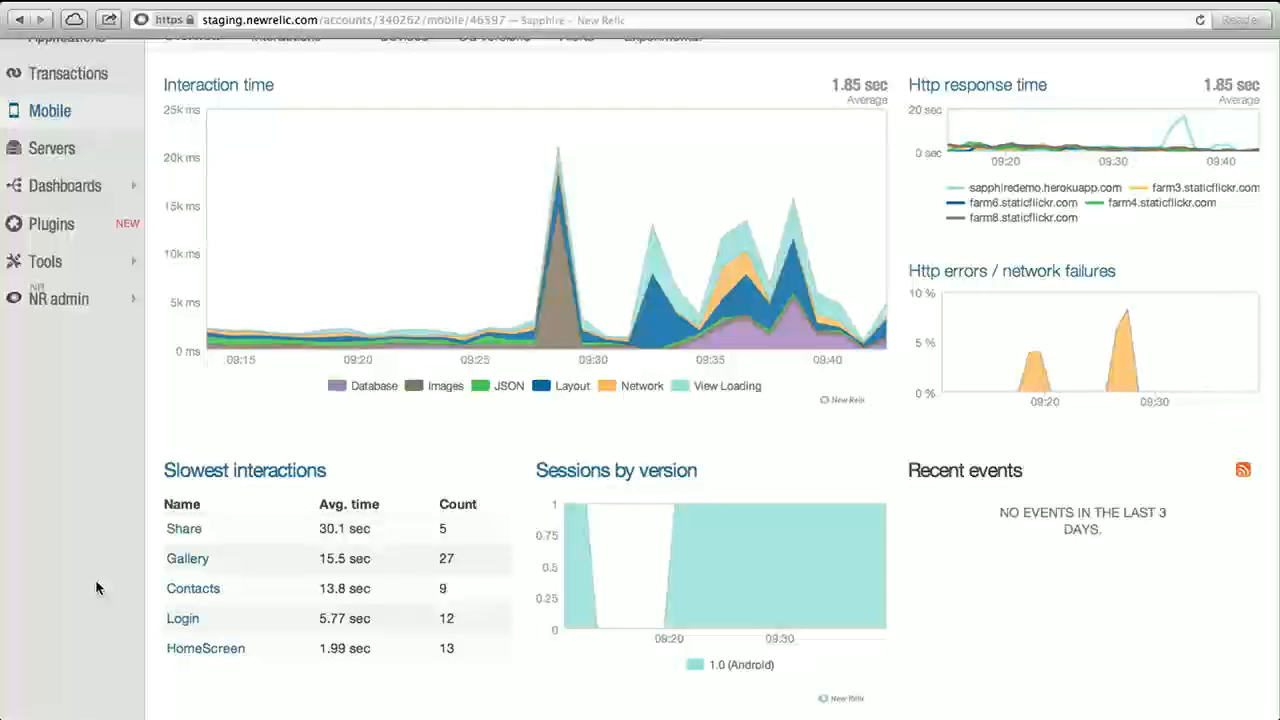 https staging.newrelic.com/accounts/340262/mobile/46597 — Sapphire – New Relic
Reader
Applications
Transactions
Mobile
Servers
Dashboards
Plugins NEW
Tools
NR
NR admin
Interaction time
1.85 sec
Average
25k ms
20k ms
15k ms
10k ms
5k ms
0 ms
09:15 09:20 09:25 09:30 09:35 09:40
Database Images JSON Layout Network View Loading
New Relic
Http response time
1.85 sec
Average
20 sec
0 sec
09:20 09:30 09:40
sapphiredemo.herokuapp.com farm3.staticflickr.com
farm6.staticflickr.com farm4.staticflickr.com
farm8.staticflickr.com
Http errors / network failures
10 %
5 %
0 %
09:20 09:30
Slowest interactions
Name Avg. time Count
Share 30.1 sec 5
Gallery 15.5 sec 27
Contacts 13.8 sec 9
Login 5.77 sec 12
HomeScreen 1.99 sec 13
Sessions by version
1
0.75
0.5
0.25
0
09:20 09:30
1.0 (Android)
New Relic
Recent events
NO EVENTS IN THE LAST 3
DAYS.